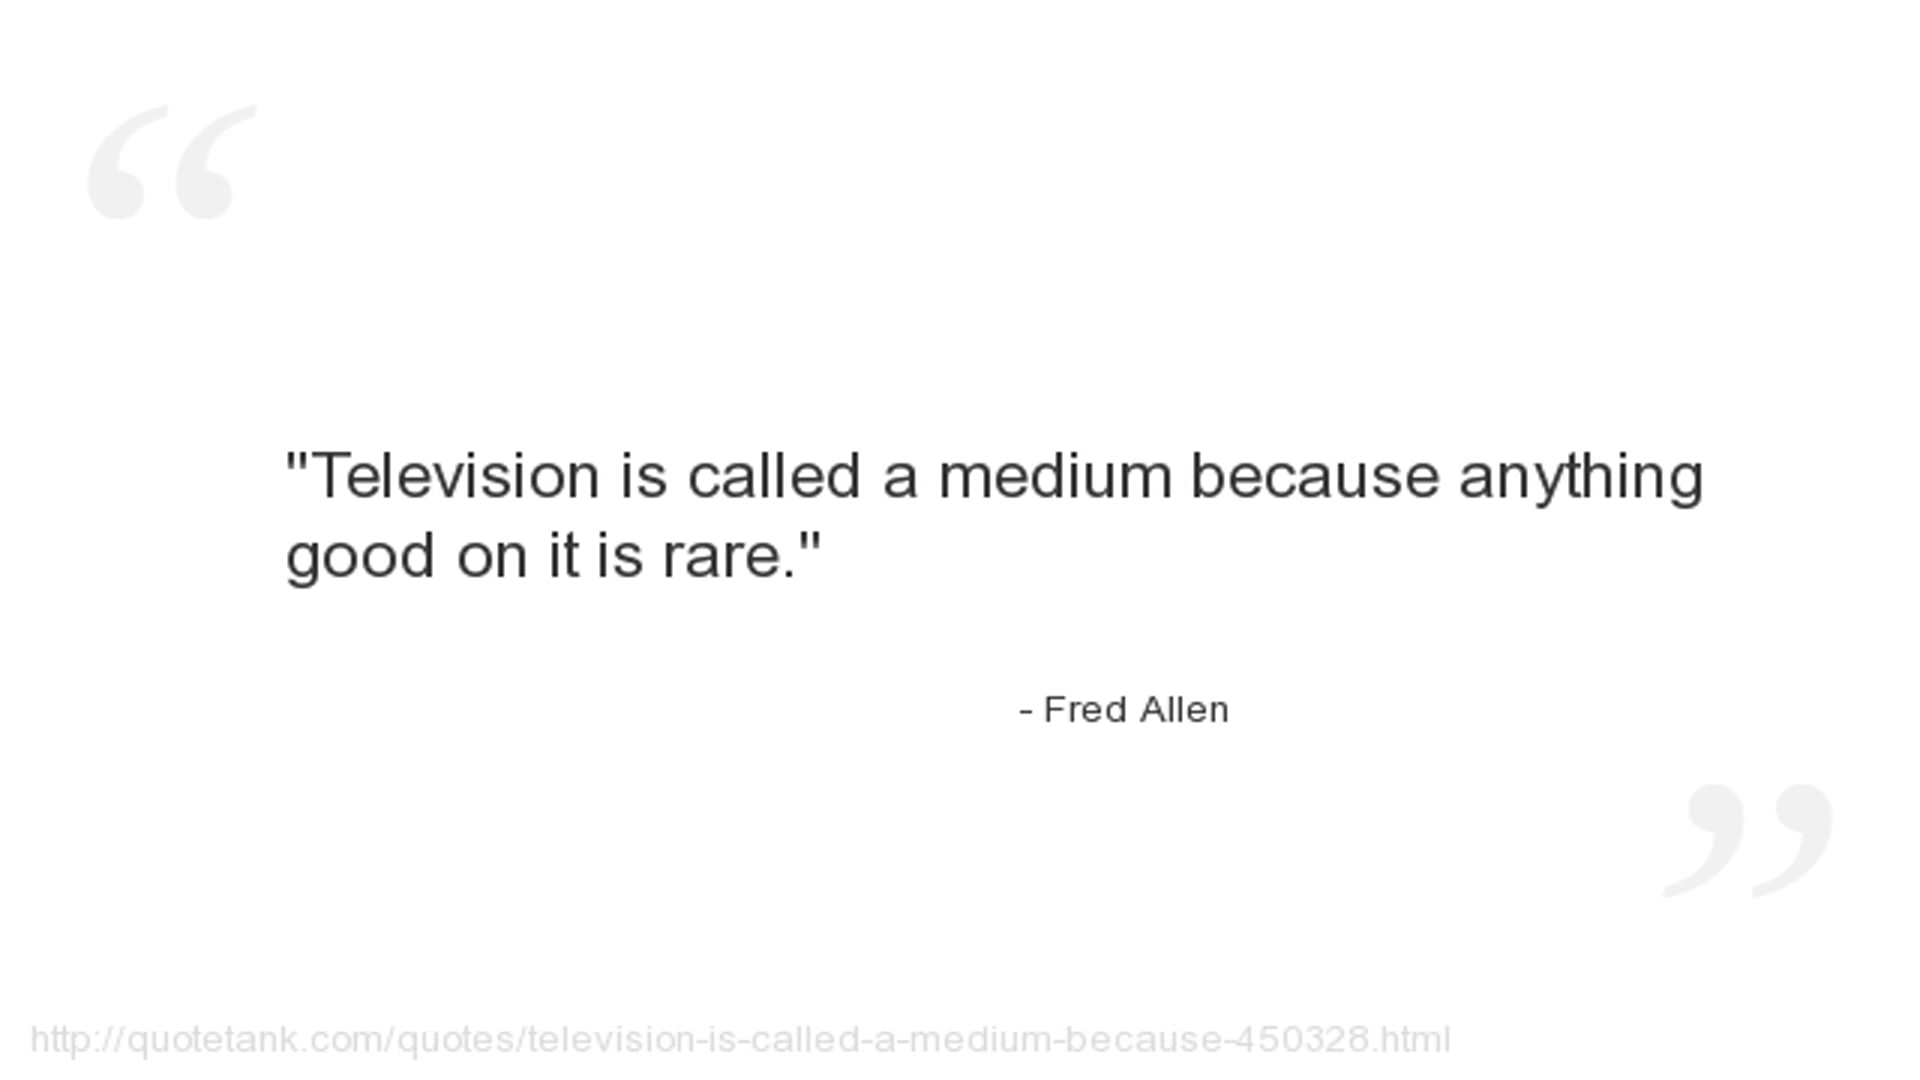 "Television is called a medium because anything
good on it is rare."
- Fred Allen
http://quotetank.com/quotes/television-is-called-a-medium-because-450328.html